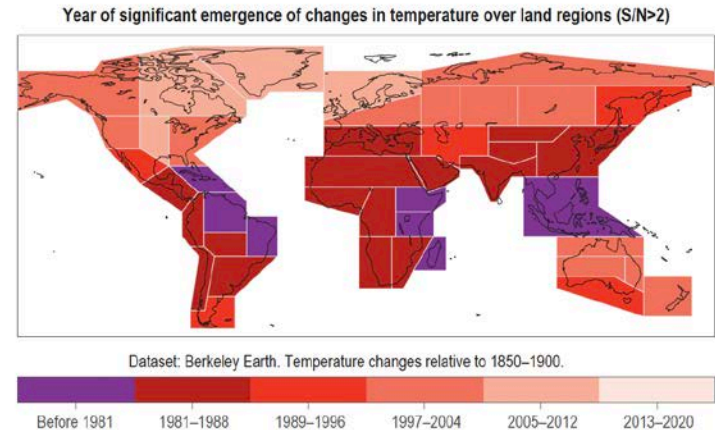 Year of significant emergence of changes in temperature over land regions (S/N>2)
Dataset: Berkeley Earth. Temperature changes relative to 1850–1900.
Before 1981 1981–1988 1989–1996 1997–2004 2005–2012 2013–2020